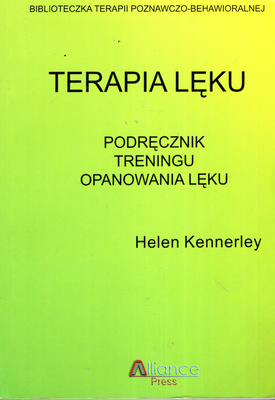 BIBLIOTECZKA TERAPII POZNAWCZO-BEHAWIORALNEJ
TERAPIA LĘKU
PODRĘCZNIK
TRENINGU
OPANOWANIA LĘKU
Helen Kennerley
Alliance
Press